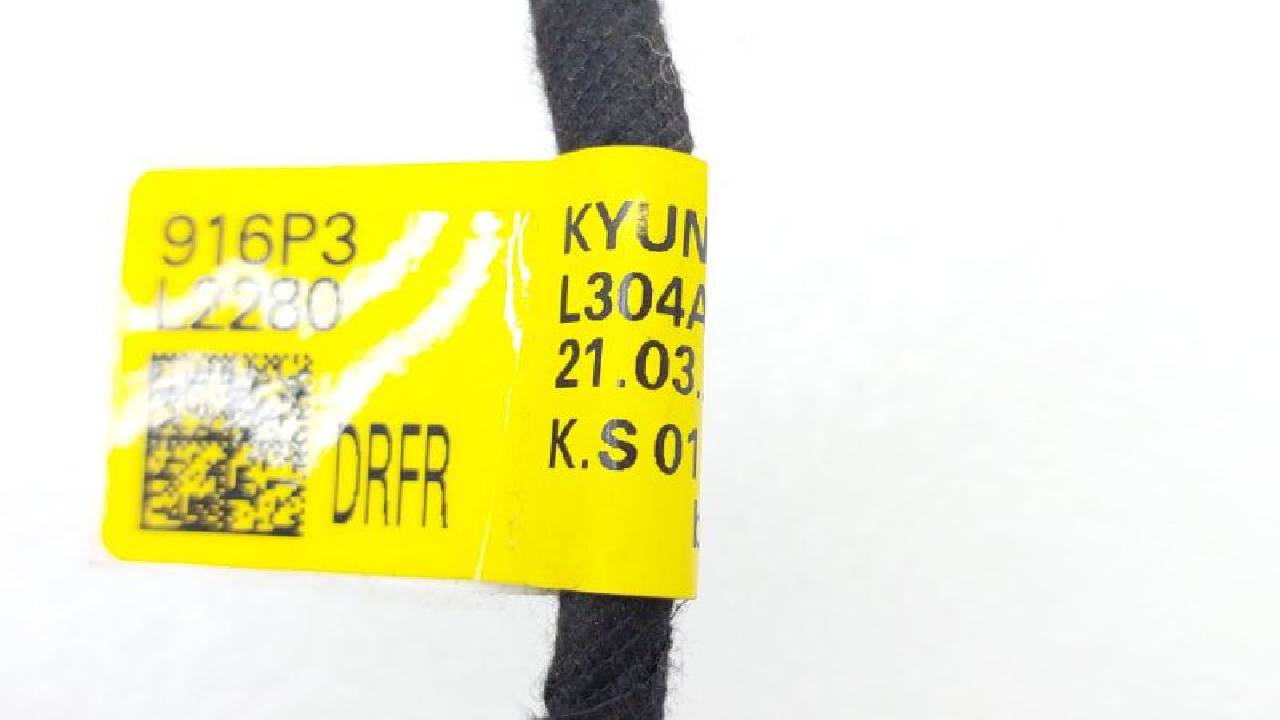 916P3
L2280
DRFR
KYUN
L304A
21.03.
K.S 01